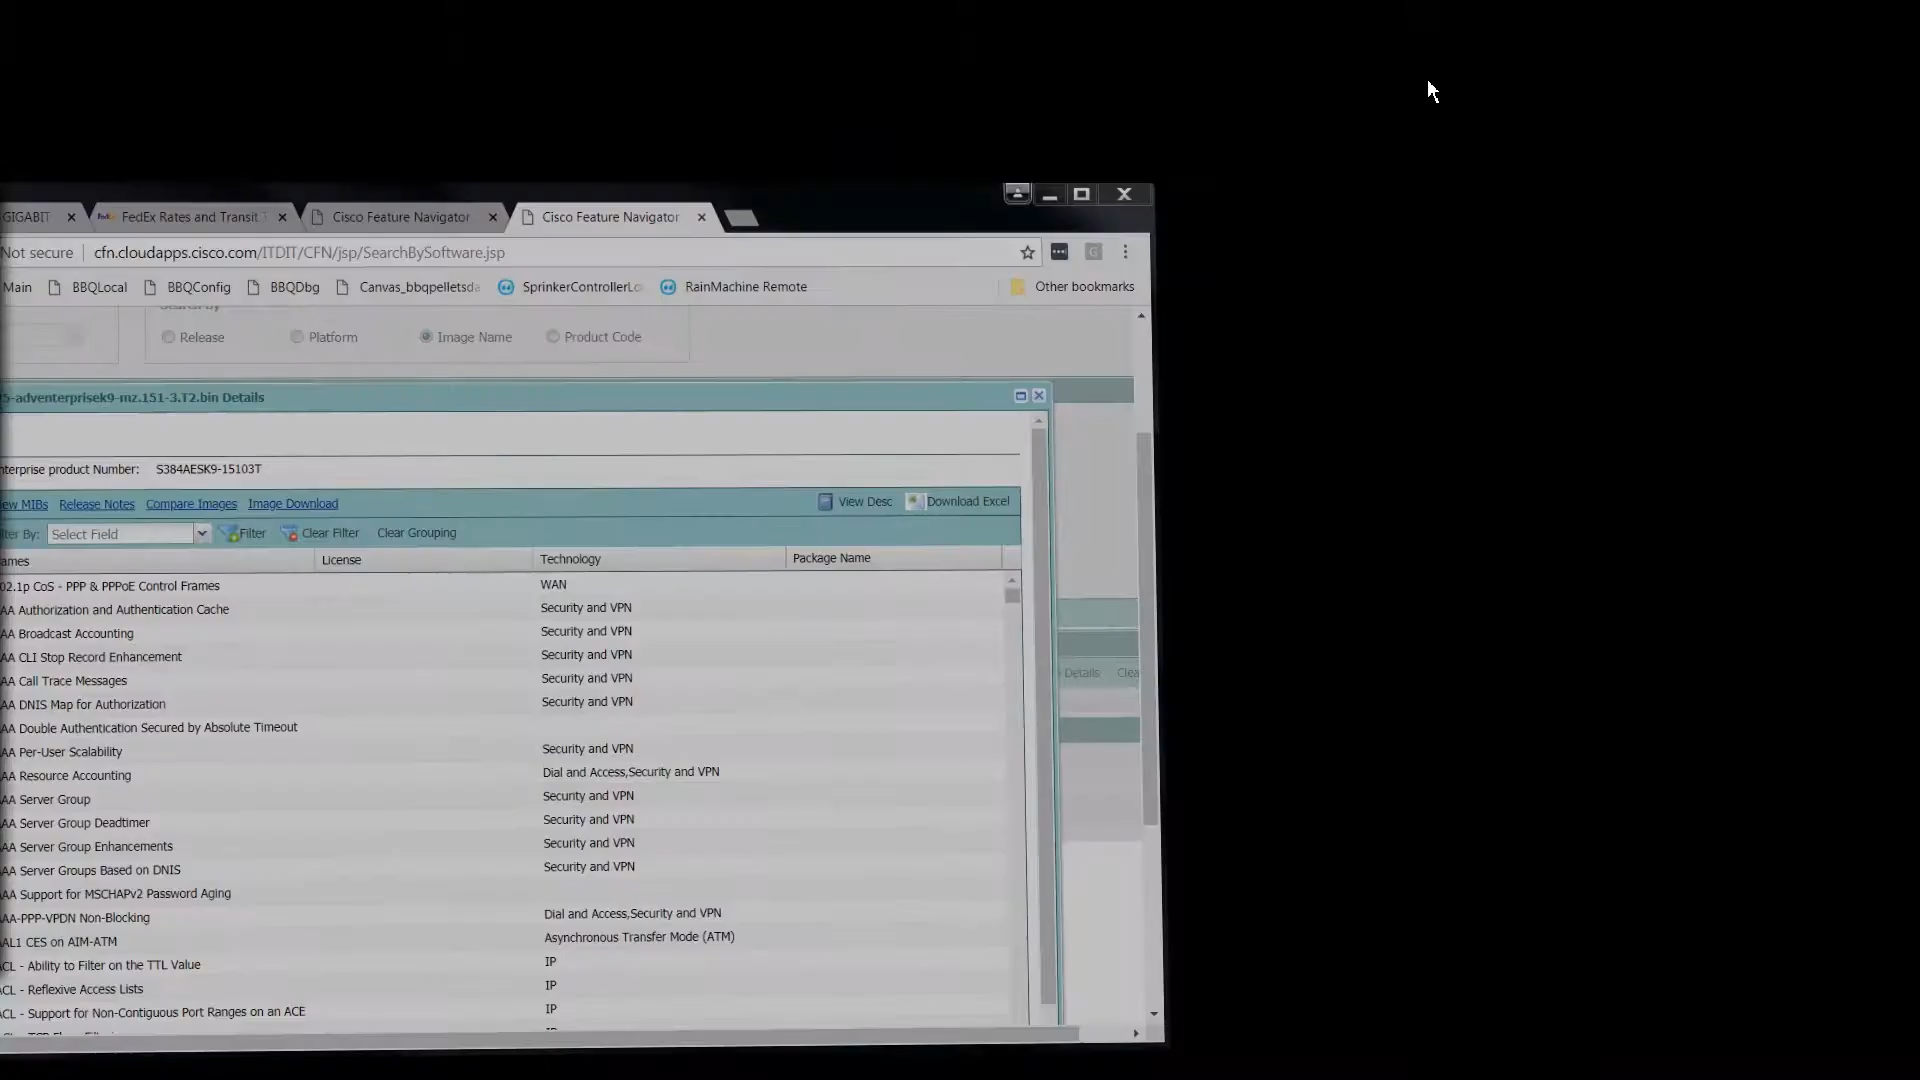 GIGABIT
FedEx Rates and Transit
Cisco Feature Navigator
Cisco Feature Navigator
Not secure
cfn.cloudapps.cisco.com/ITDIT/CFN/jsp/SearchBySoftware.jsp
Main
BBQLocal
BBQConfig
BBQDbg
Canvas_bbqpelletsda
SprinkerControllerLo
RainMachine Remote
Other bookmarks
Release
Platform
Image Name
Product Code
5-adventerprisek9-mz.151-3.T2.bin Details
nterprise product Number: S384AESK9-15103T
ew MIBs Release Notes Compare Images Image Download
View Desc Download Excel
lter By: Select Field Filter Clear Filter Clear Grouping
ames License Technology Package Name
02.1p CoS - PPP & PPPoE Control Frames WAN
AA Authorization and Authentication Cache Security and VPN
AA Broadcast Accounting Security and VPN
AA CLI Stop Record Enhancement Security and VPN
AA Call Trace Messages Security and VPN
AA DNIS Map for Authorization Security and VPN
AA Double Authentication Secured by Absolute Timeout
AA Per-User Scalability Security and VPN
AA Resource Accounting Dial and Access,Security and VPN
AA Server Group Security and VPN
AA Server Group Deadtimer Security and VPN
AA Server Group Enhancements Security and VPN
AA Server Groups Based on DNIS Security and VPN
AA Support for MSCHAPv2 Password Aging
AA-PPP-VPDN Non-Blocking Dial and Access,Security and VPN
AL1 CES on AIM-ATM Asynchronous Transfer Mode (ATM)
CL - Ability to Filter on the TTL Value IP
CL - Reflexive Access Lists IP
CL - Support for Non-Contiguous Port Ranges on an ACE IP
Details Clea